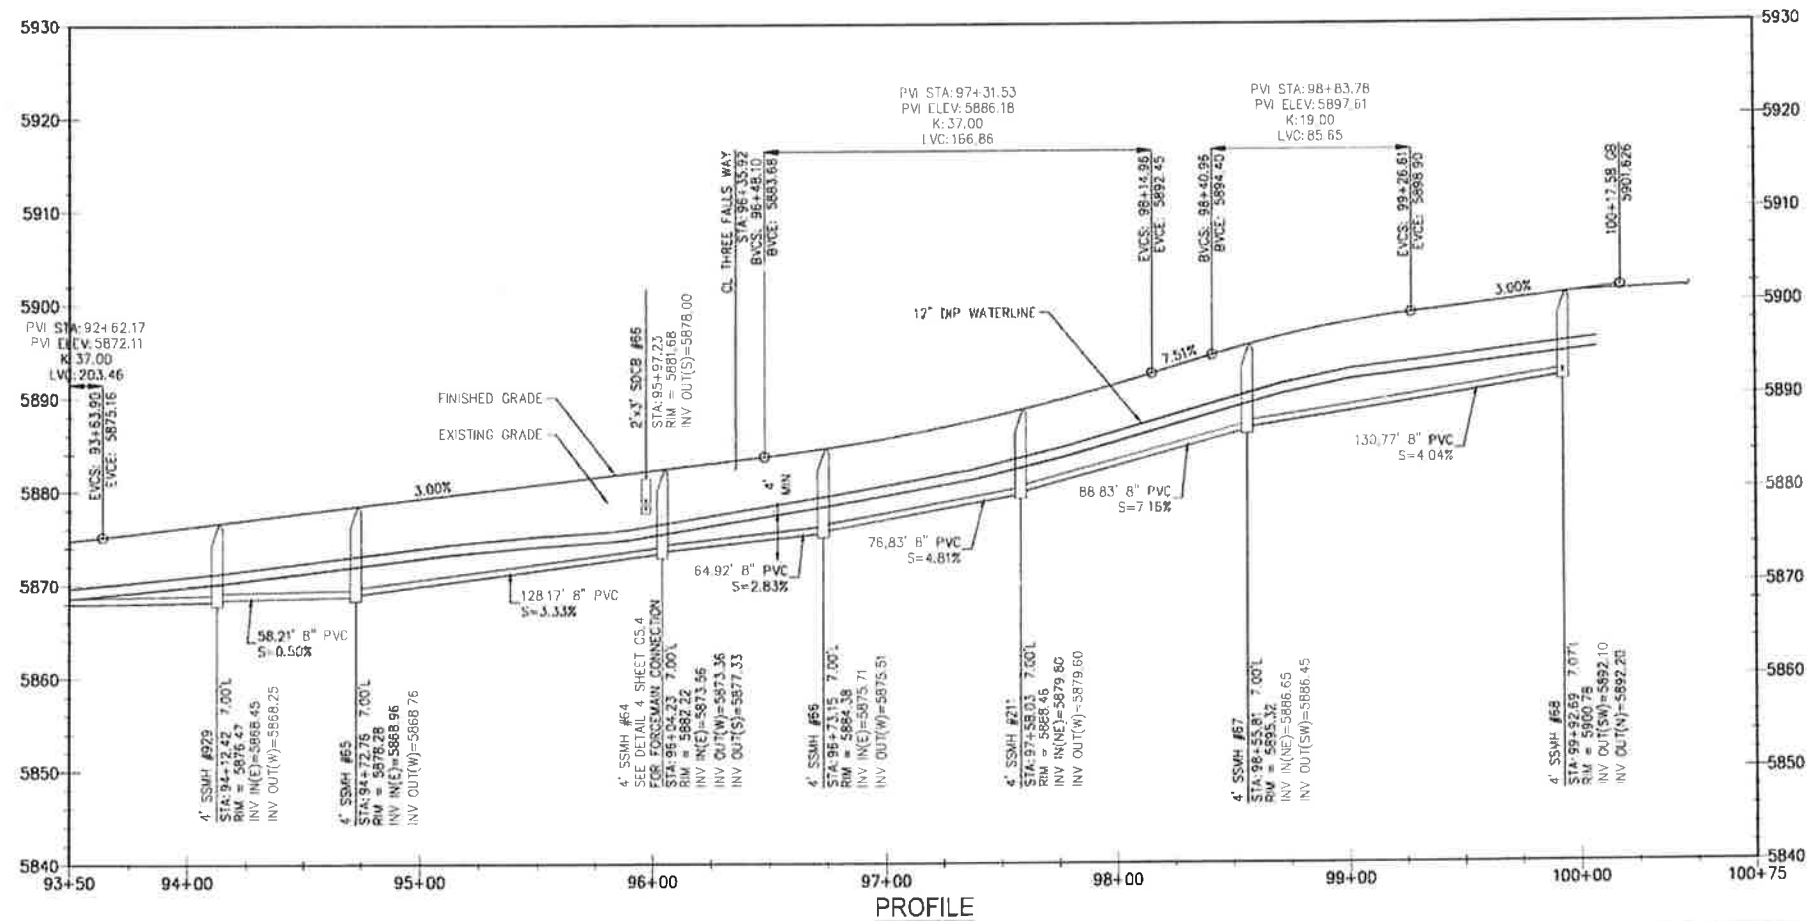 5930
5930
PVI STA: 97+31.53
PVI ELEV: 5886.18
K: 37.00
LVC: 166.86
PVI STA: 98+83.78
PVI ELEV: 5897.61
K: 19.00
LVC: 85.65
5920
5920
CL THREE FALLS WAY
STA: 96+35.92
BVCS: 96+48.10
BVCE: 5883.68
EVCS: 98+14.96
EVCE: 5892.45
BVCS: 98+40.96
BVCE: 5894.40
EVCS: 99+26.61
EVCE: 5898.90
100+17.58 GB
5901.626
5910
5910
5900
5900
PVI STA: 92+62.17
PVI ELEV: 5872.11
K: 37.00
LVC: 203.46
EVCS: 93+63.90
EVCE: 5875.16
2'x3' SDCB #66
STA: 95+97.23
RIM = 5881.68
INV OUT(S)=5878.00
12" DIP WATERLINE
7.51%
3.00%
5890
5890
FINISHED GRADE
EXISTING GRADE
3.00%
4'
MIN
5880
5880
130.77' 8" PVC
S=4.04%
88.83' 8" PVC
S=7.16%
76.83' 8" PVC
S=4.81%
64.92' 8" PVC
S=2.83%
128.17' 8" PVC
S=3.33%
58.21' 8" PVC
S=0.50%
5870
5870
4' SSMH #929
STA: 94+12.42 7.00'L
RIM = 5876.47
INV IN(E)=5868.45
INV OUT(W)=5868.25
4' SSMH #65
STA: 94+72.76 7.00'L
RIM = 5878.28
INV IN(E)=5868.96
INV OUT(W)=5868.76
4' SSMH #64
SEE DETAIL 4 SHEET C5.4
FOR FORCEMAIN CONNECTION
STA: 96+04.23 7.00'L
RIM = 5882.22
INV IN(E)=5873.56
INV OUT(W)=5873.36
INV OUT(S)=5877.33
4' SSMH #66
STA: 96+73.15 7.00'L
RIM = 5884.38
INV IN(E)=5875.71
INV OUT(W)=5875.51
4' SSMH #211
STA: 97+58.03 7.00'L
RIM = 5888.46
INV IN(NE)=5879.80
INV OUT(W)=5879.60
4' SSMH #67
STA: 98+55.81 7.00'L
RIM = 5895.32
INV IN(NE)=5886.65
INV OUT(SW)=5886.45
4' SSMH #68
STA: 99+92.69 7.07'L
RIM = 5900.78
INV OUT(SW)=5892.10
INV OUT(N)=5892.20
5860
5860
5850
5850
5840
5840
93+50
94+00
95+00
96+00
97+00
98+00
99+00
100+00
100+75
PROFILE